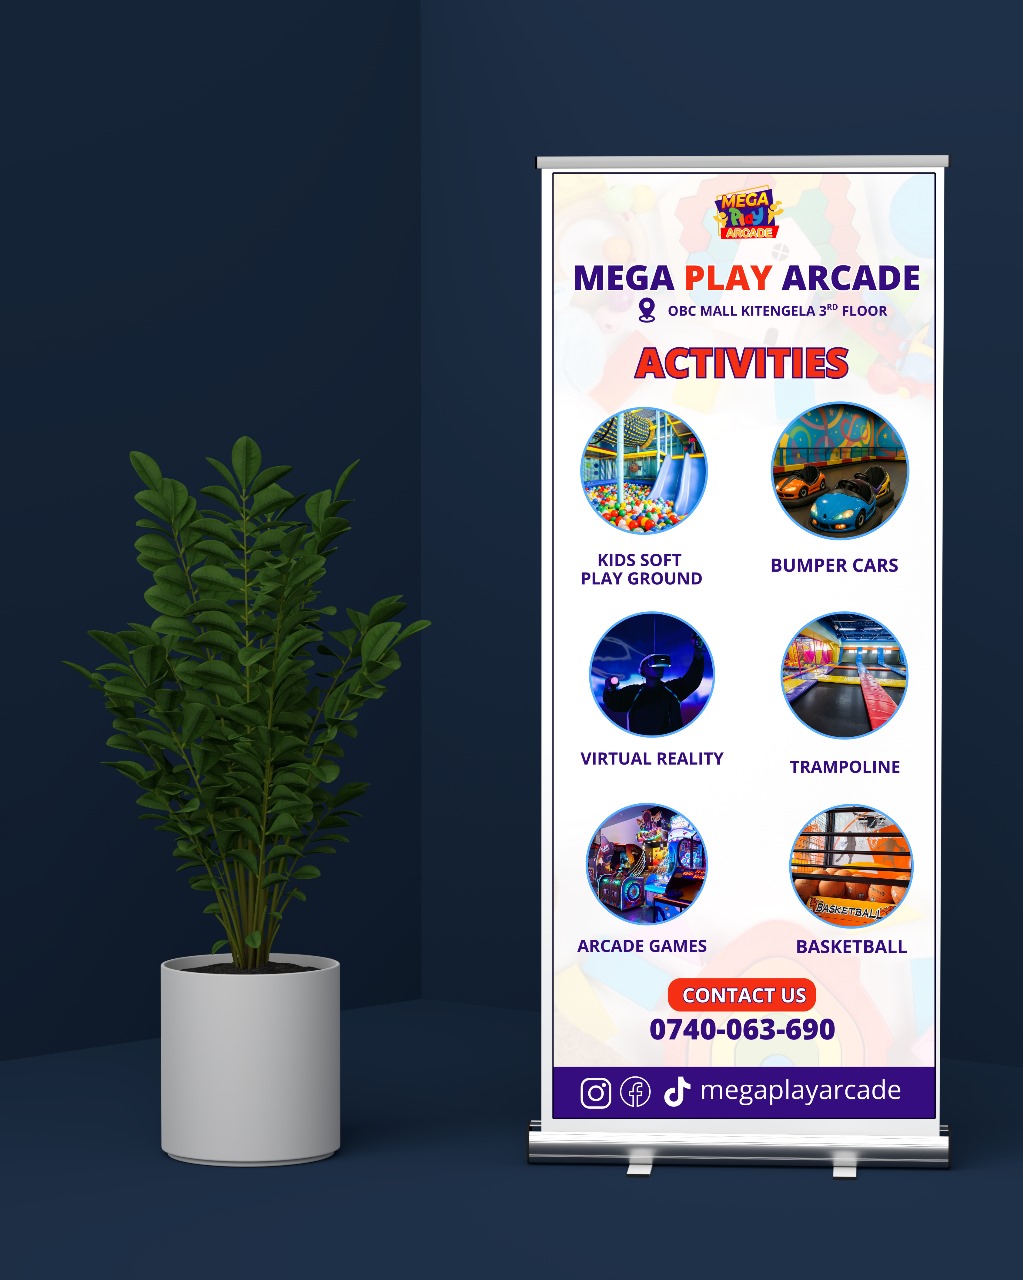 MEGA
Play
ARCADE
MEGA PLAY ARCADE
OBC MALL KITENGELA 3RD FLOOR
ACTIVITIES
KIDS SOFT
PLAY GROUND
BUMPER CARS
VIRTUAL REALITY
TRAMPOLINE
BASKETBALL
ARCADE GAMES
BASKETBALL
CONTACT US
0740-063-690
megaplayarcade